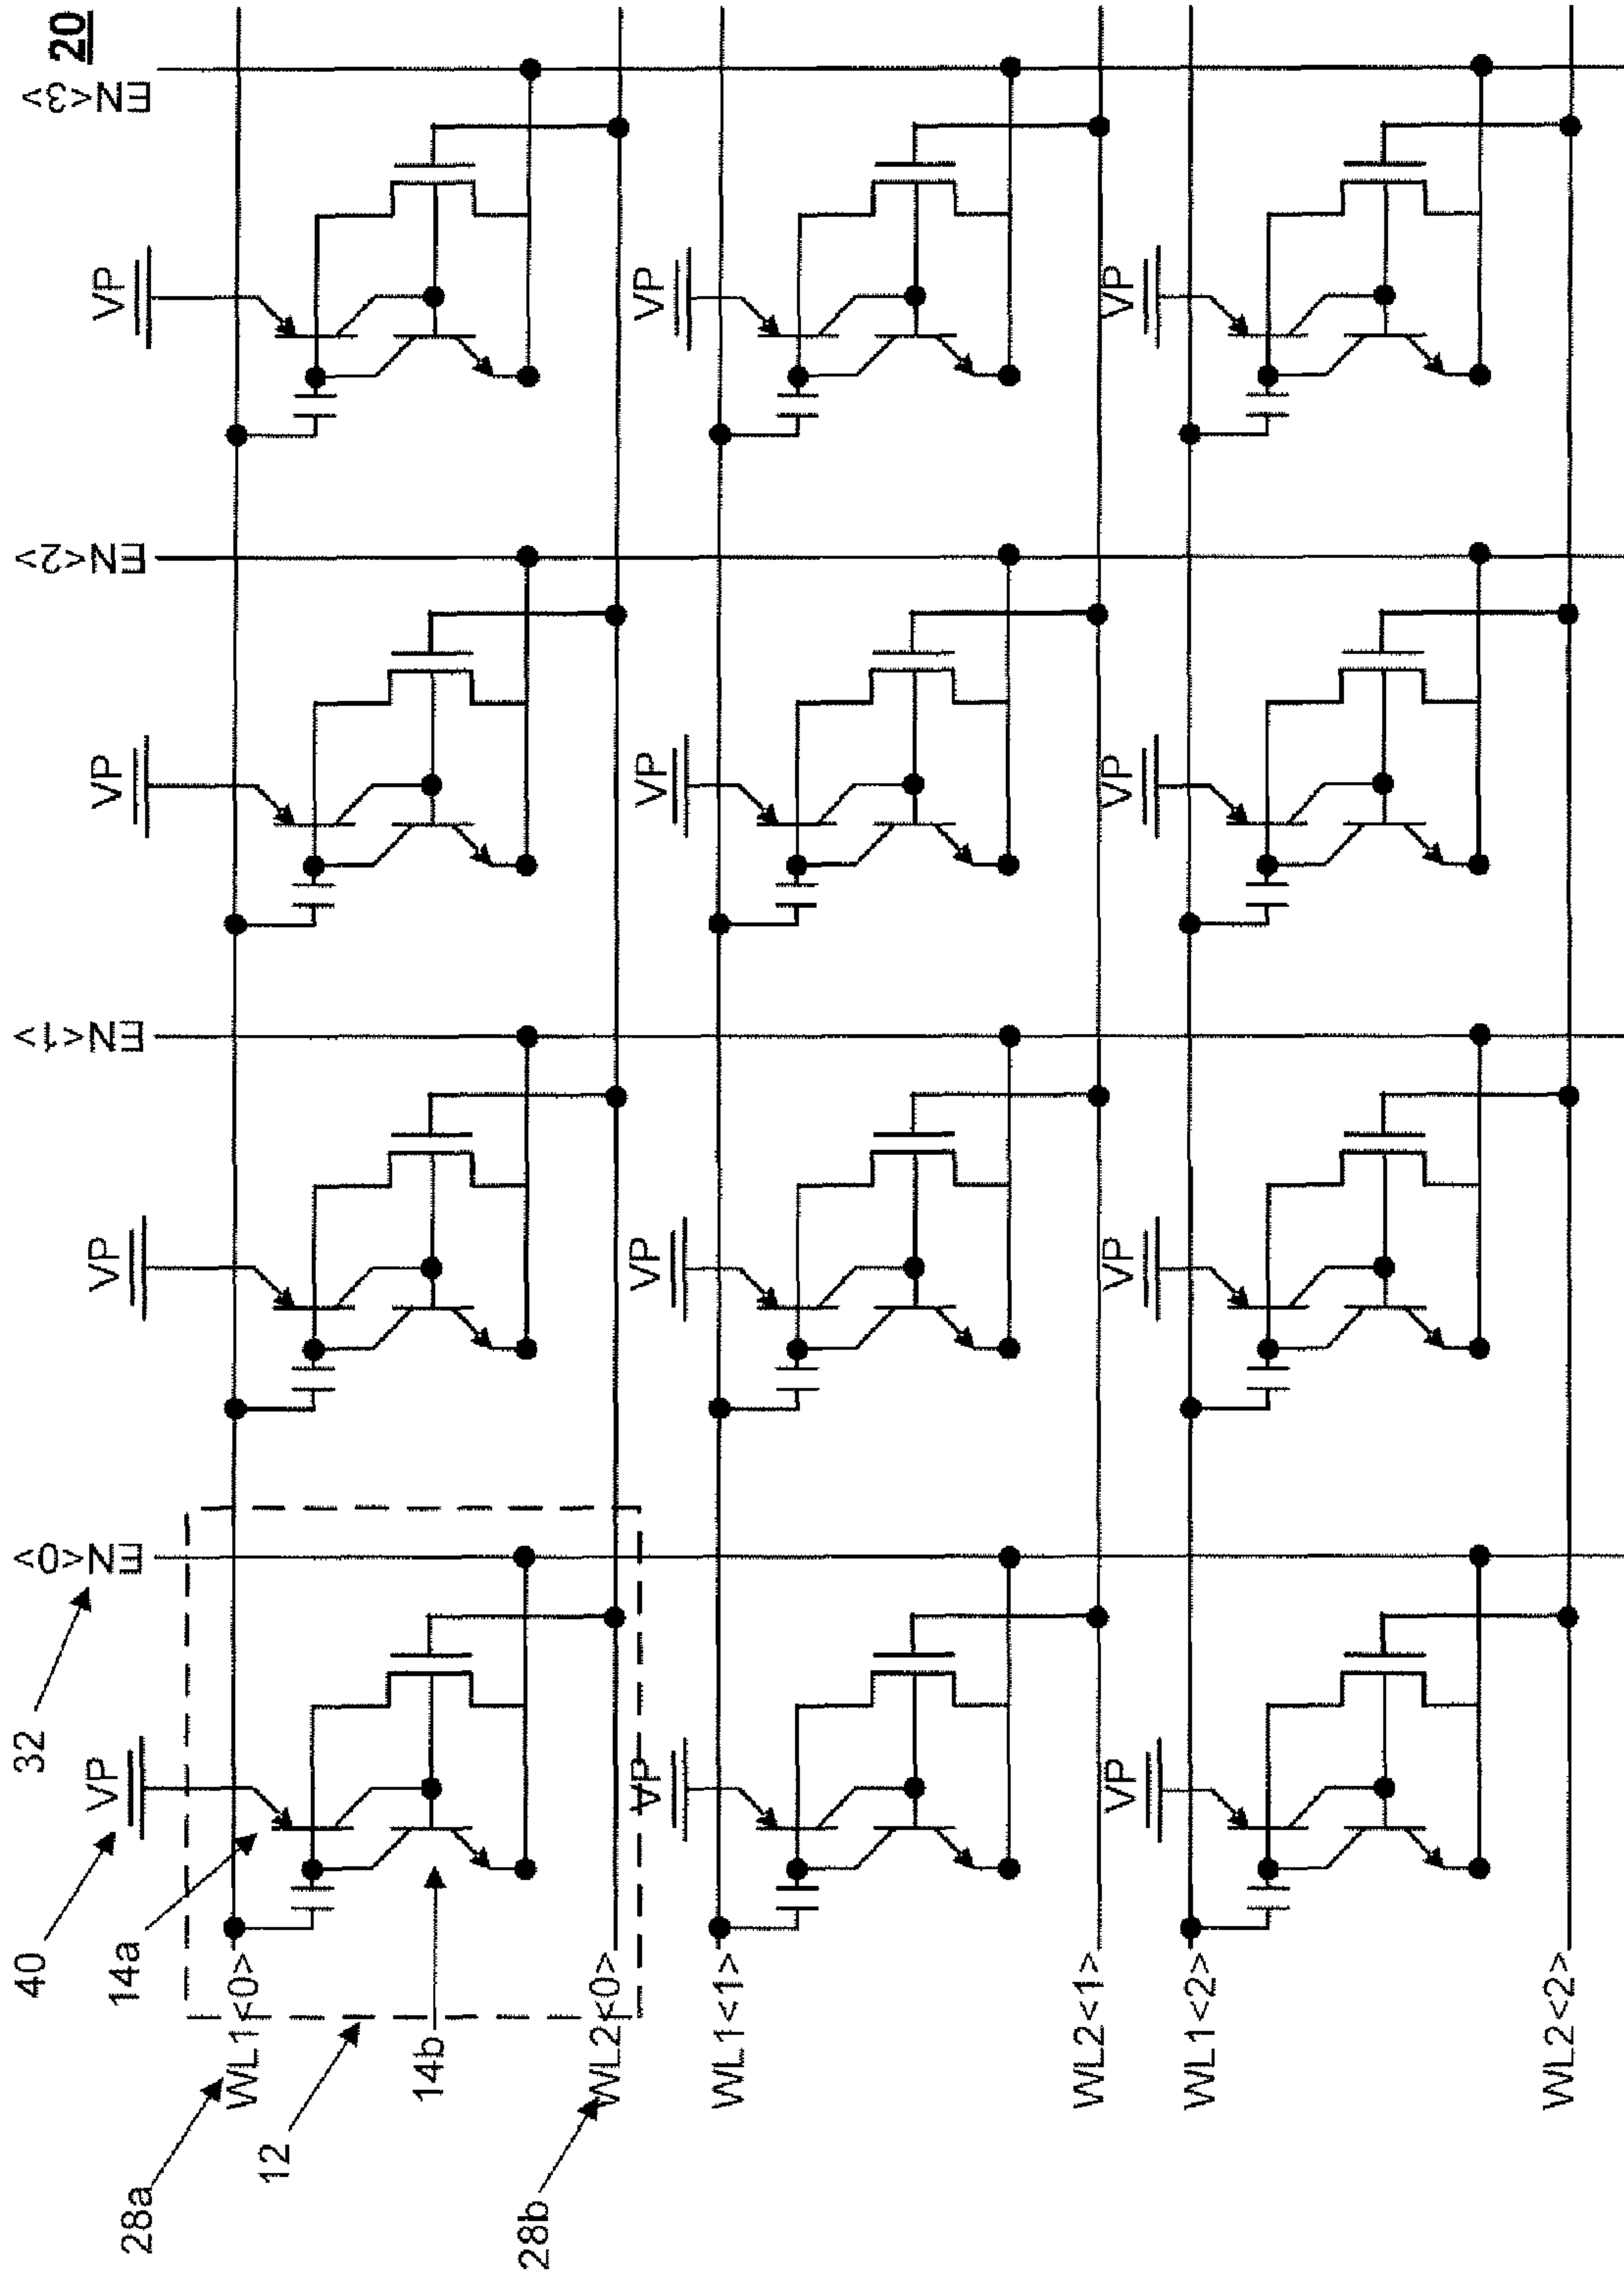 20
EN<3>
EN<2>
EN<1>
EN<0>
32
40
14a
14b
28a
12
28b
VP
VP
VP
VP
WL1<0>
WL2<0>
VP
VP
VP
VP
WL1<1>
WL2<1>
VP
VP
VP
VP
WL1<2>
WL2<2>